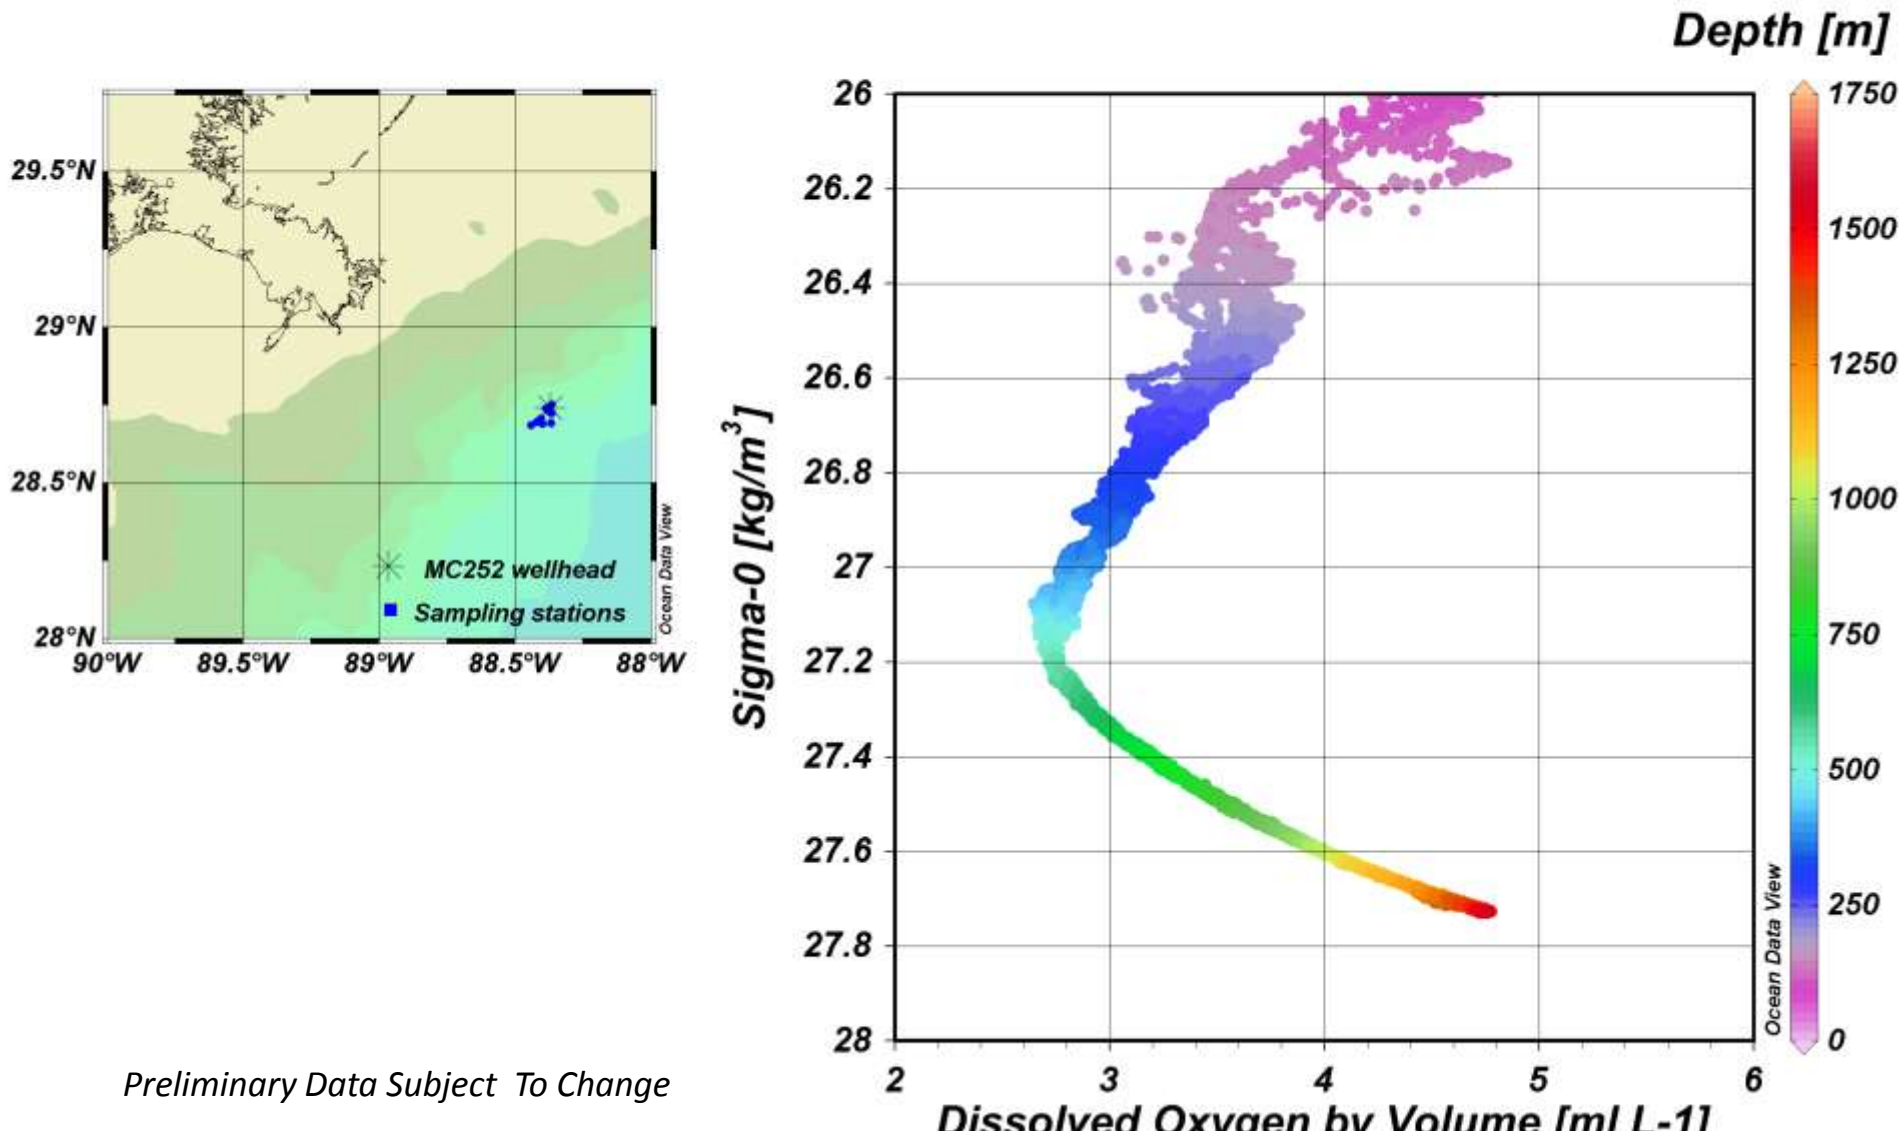 Depth [m]
29.5°N
29°N
28.5°N
28°N
90°W 89.5°W 89°W 88.5°W 88°W
MC252 wellhead
Sampling stations
Ocean Data View
Sigma-0 [kg/m³]
26
26.2
26.4
26.6
26.8
27
27.2
27.4
27.6
27.8
28
2 3 4 5 6
Dissolved Oxygen by Volume [ml L-1]
Ocean Data View
1750
1500
1250
1000
750
500
250
0
Preliminary Data Subject To Change